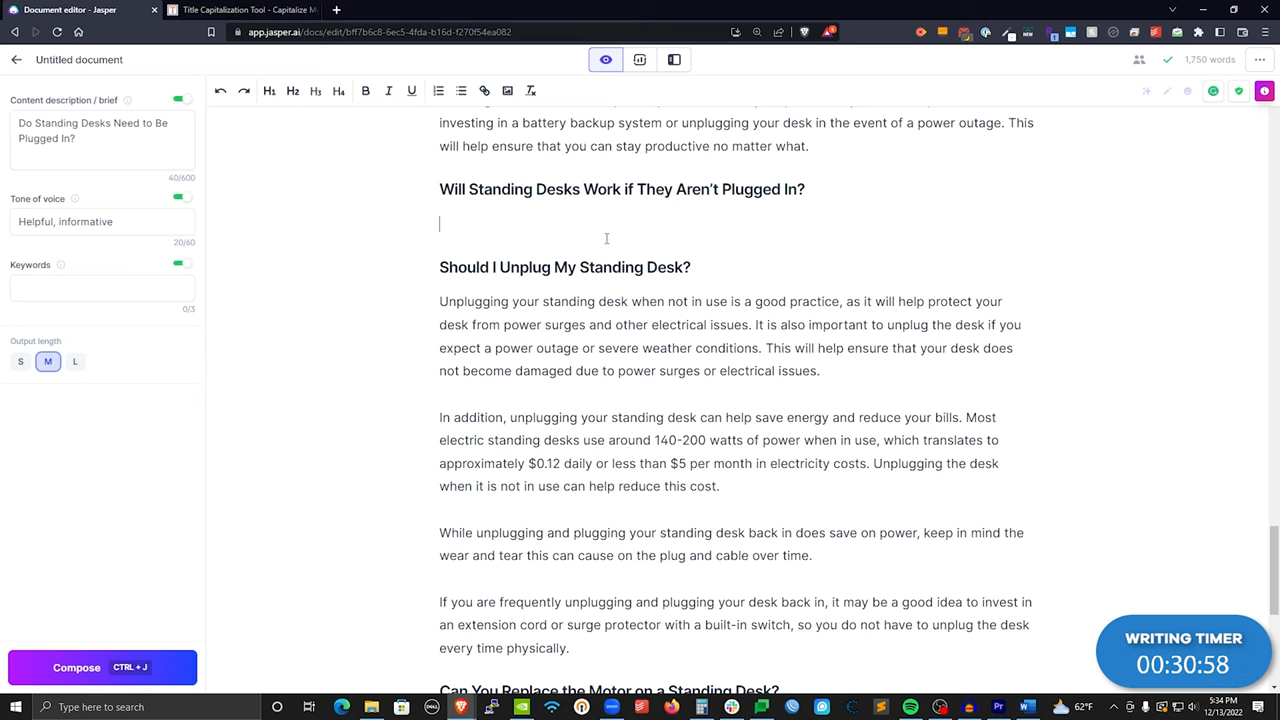 Document editor - Jasper
Title Capitalization Tool - Capitalize M
app.jasper.ai/docs/edit/bff7b6c8-6ec5-4fda-b16d-f270f54ea082
Untitled document
1,750 words
H1 H2 H3 H4 B I U
Content description / brief
Do Standing Desks Need to Be
Plugged In?
40/600
Tone of voice
Helpful, informative
20/60
Keywords
0/3
Output length
S M L
Compose CTRL + J
investing in a battery backup system or unplugging your desk in the event of a power outage. This
will help ensure that you can stay productive no matter what.
Will Standing Desks Work if They Aren't Plugged In?
Should I Unplug My Standing Desk?
Unplugging your standing desk when not in use is a good practice, as it will help protect your
desk from power surges and other electrical issues. It is also important to unplug the desk if you
expect a power outage or severe weather conditions. This will help ensure that your desk does
not become damaged due to power surges or electrical issues.
In addition, unplugging your standing desk can help save energy and reduce your bills. Most
electric standing desks use around 140-200 watts of power when in use, which translates to
approximately $0.12 daily or less than $5 per month in electricity costs. Unplugging the desk
when it is not in use can help reduce this cost.
While unplugging and plugging your standing desk back in does save on power, keep in mind the
wear and tear this can cause on the plug and cable over time.
If you are frequently unplugging and plugging your desk back in, it may be a good idea to invest in
an extension cord or surge protector with a built-in switch, so you do not have to unplug the desk
every time physically.
Can You Replace the Motor on a Standing Desk?
WRITING TIMER
00:30:58
Type here to search
62°F
5:34 PM
12/13/2022